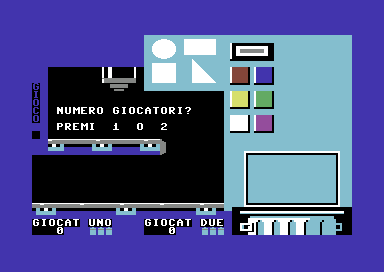 GIOCO
NUMERO GIOCATORI?
PREMI 1 O 2
GIOCAT UNO GIOCAT DUE
0 0